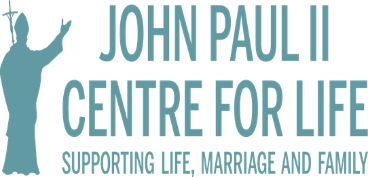 JOHN PAUL II
CENTRE FOR LIFE
SUPPORTING LIFE, MARRIAGE AND FAMILY